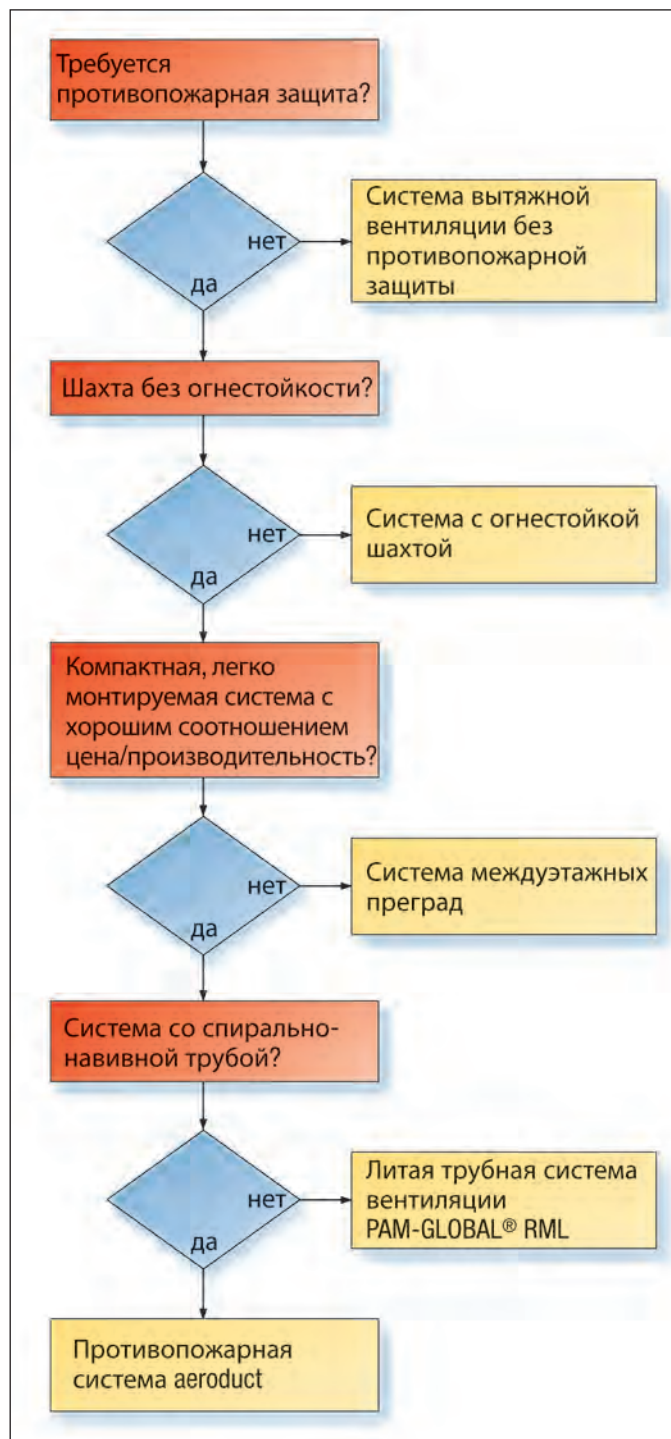 Требуется
противопожарная защита?
нет
Система вытяжной
вентиляции без
противопожарной
защиты
да
Шахта без огнестойкости?
нет
Система с огнестойкой
шахтой
да
Компактная, легко
монтируемая система с
хорошим соотношением
цена/производительность?
нет
Система междуэтажных
преград
да
Система со спирально-
навивной трубой?
нет
Литая трубная система
вентиляции
PAM-GLOBAL® RML
да
Противопожарная
система aeroduct